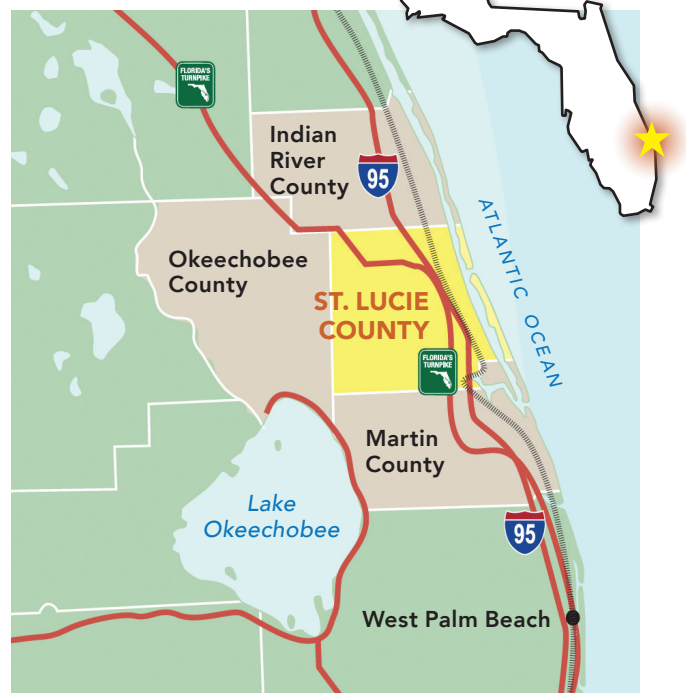 FLORIDA'S
TURNPIKE
Indian
River
County
95
ATLANTIC OCEAN
Okeechobee
County
ST. LUCIE
COUNTY
FLORIDA'S
TURNPIKE
Martin
County
Lake
Okeechobee
95
West Palm Beach